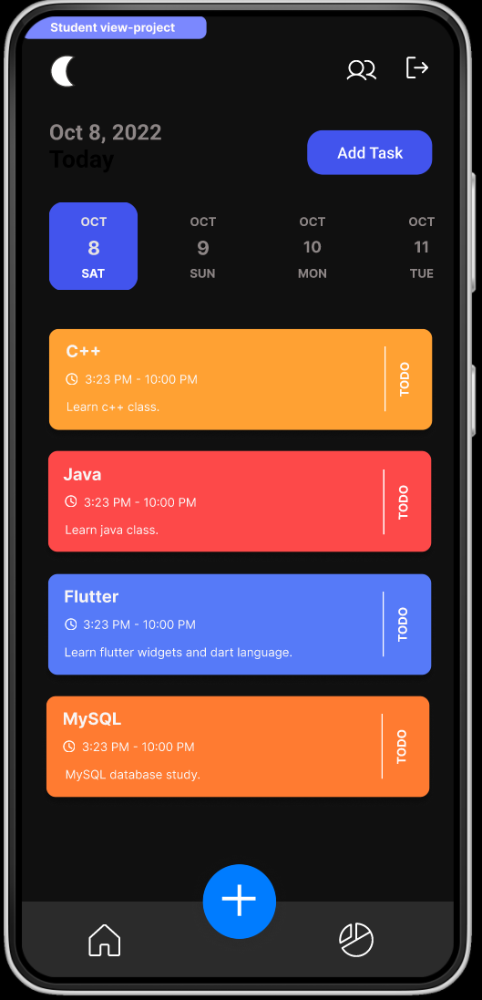 Student view-project
Oct 8, 2022
Today
Add Task
OCT OCT OCT OCT
8 9 10 11
SAT SUN MON TUE
C++
3:23 PM - 10:00 PM
Learn c++ class.
TODO
Java
3:23 PM - 10:00 PM
Learn java class.
TODO
Flutter
3:23 PM - 10:00 PM
Learn flutter widgets and dart language.
TODO
MySQL
3:23 PM - 10:00 PM
MySQL database study.
TODO